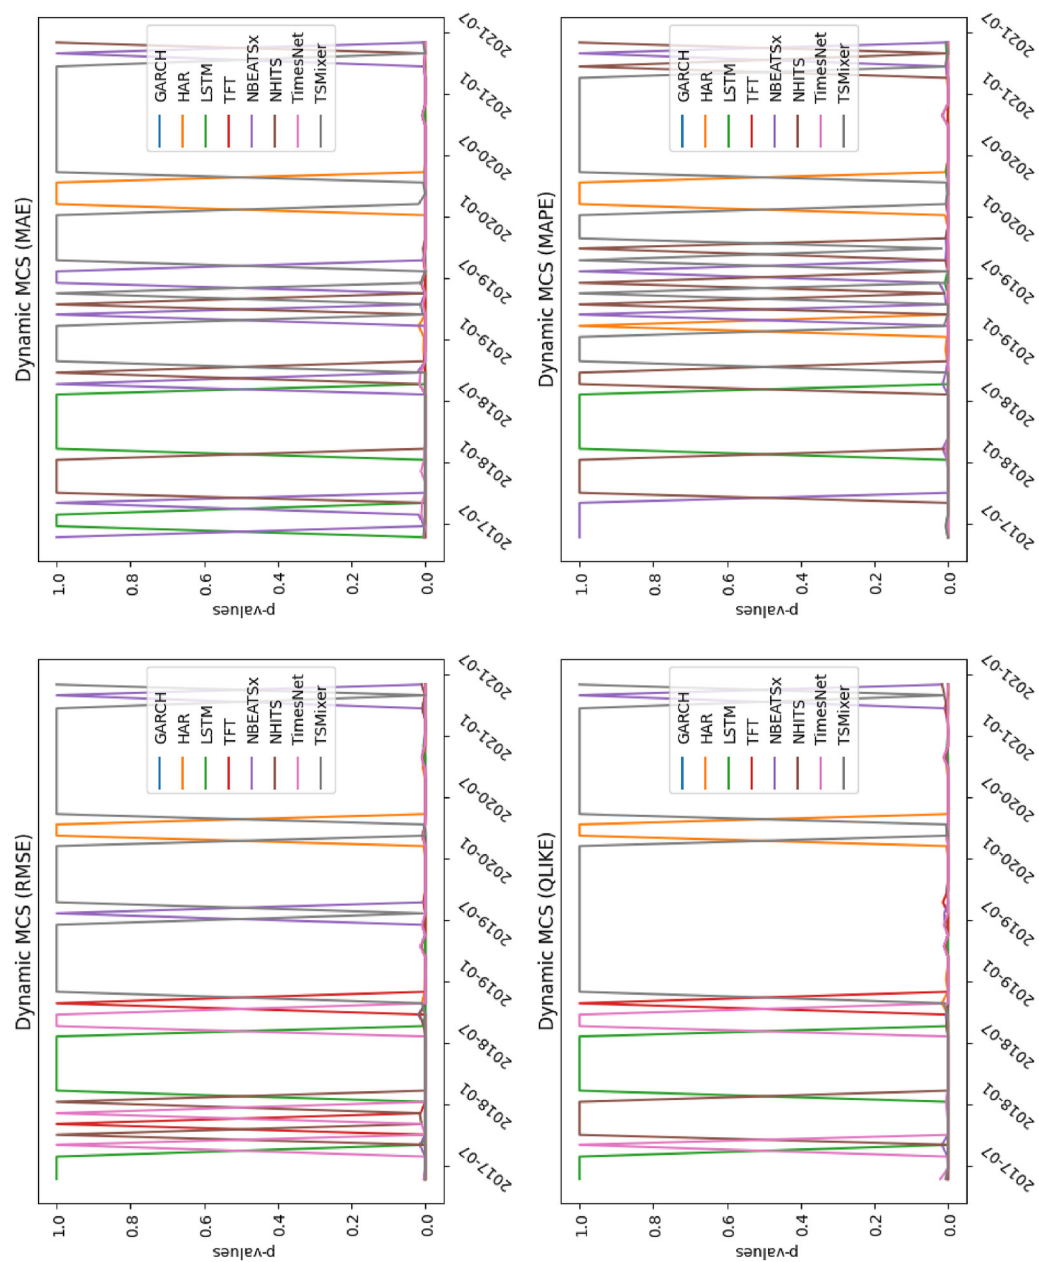 Dynamic MCS (RMSE)
p-values
1.0
0.8
0.6
0.4
0.2
0.0
GARCH
HAR
LSTM
TFT
NBEATSx
NHITS
TimesNet
TSMixer
2017-07
2018-01
2018-07
2019-01
2019-07
2020-01
2020-07
2021-01
2021-07
Dynamic MCS (MAE)
p-values
1.0
0.8
0.6
0.4
0.2
0.0
GARCH
HAR
LSTM
TFT
NBEATSx
NHITS
TimesNet
TSMixer
2017-07
2018-01
2018-07
2019-01
2019-07
2020-01
2020-07
2021-01
2021-07
Dynamic MCS (QLIKE)
p-values
1.0
0.8
0.6
0.4
0.2
0.0
GARCH
HAR
LSTM
TFT
NBEATSx
NHITS
TimesNet
TSMixer
2017-07
2018-01
2018-07
2019-01
2019-07
2020-01
2020-07
2021-01
2021-07
Dynamic MCS (MAPE)
p-values
1.0
0.8
0.6
0.4
0.2
0.0
GARCH
HAR
LSTM
TFT
NBEATSx
NHITS
TimesNet
TSMixer
2017-07
2018-01
2018-07
2019-01
2019-07
2020-01
2020-07
2021-01
2021-07